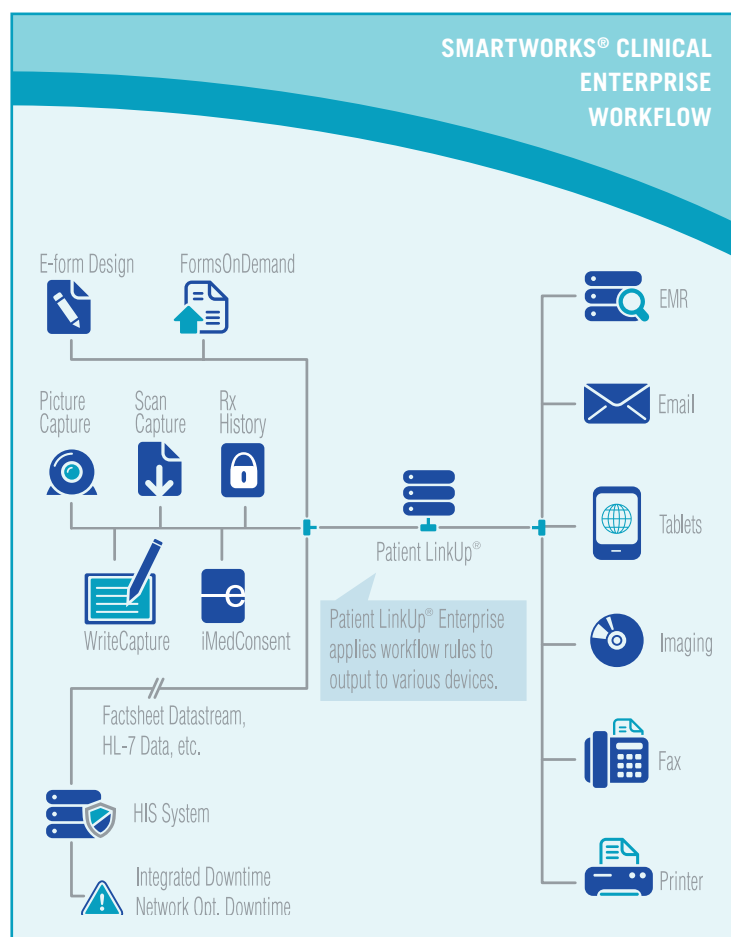 SMARTWORKS® CLINICAL
ENTERPRISE
WORKFLOW
E-form Design
FormsOnDemand
Picture
Capture
Scan
Capture
Rx
History
WriteCapture
e
iMedConsent
Patient LinkUp®
Patient LinkUp® Enterprise
applies workflow rules to
output to various devices.
Factsheet Datastream,
HL-7 Data, etc.
HIS System
Integrated Downtime
Network Opt. Downtime
EMR
Email
Tablets
Imaging
Fax
Printer